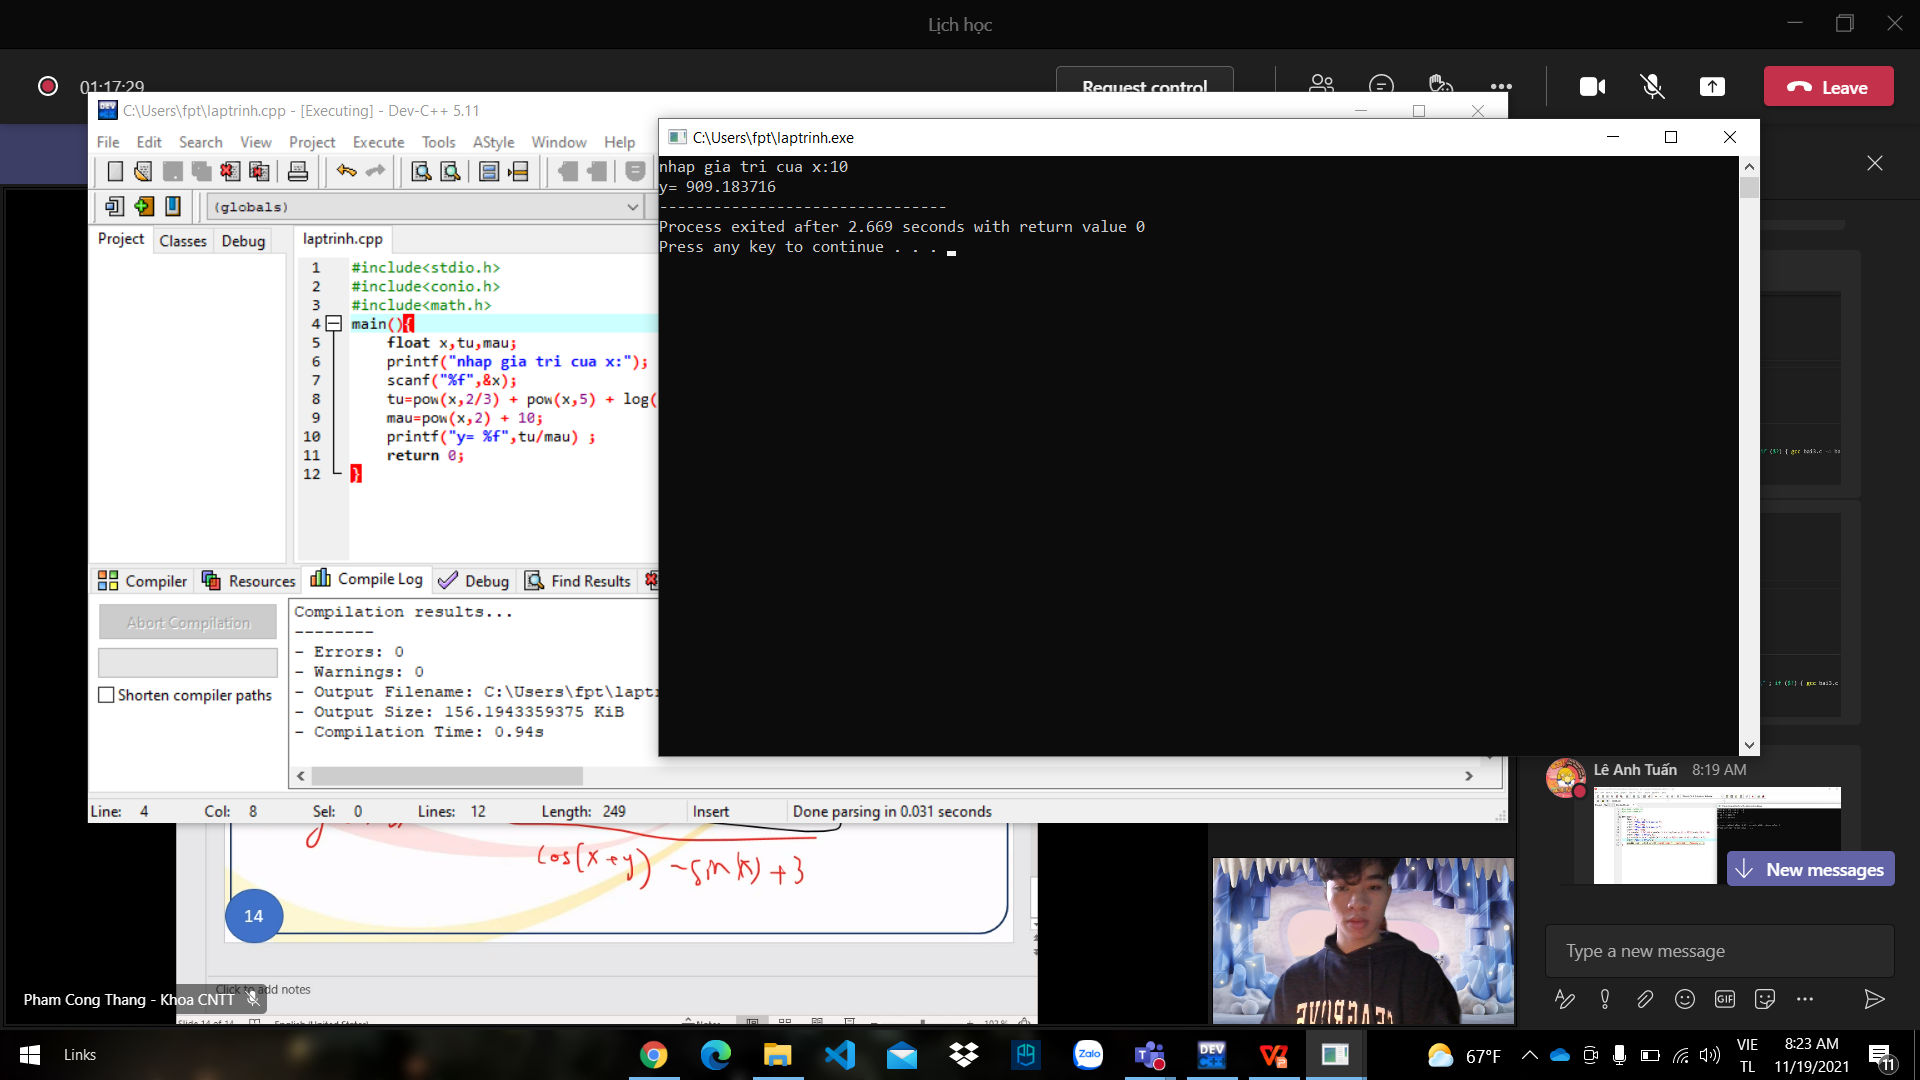 Lịch học
01:17:29
Request control
Leave
C:\Users\fpt\laptrinh.cpp - [Executing] - Dev-C++ 5.11
File Edit Search View Project Execute Tools AStyle Window Help
(globals)
Project Classes Debug
laptrinh.cpp
1 #include<stdio.h>
2 #include<conio.h>
3 #include<math.h>
4 main(){
5 float x,tu,mau;
6 printf("nhap gia tri cua x:");
7 scanf("%f",&x);
8 tu=pow(x,2/3) + pow(x,5) + log(
9 mau=pow(x,2) + 10;
10 printf("y= %f",tu/mau) ;
11 return 0;
12 }
C:\Users\fpt\laptrinh.exe
nhap gia tri cua x:10
y= 909.183716
--------------------------------
Process exited after 2.669 seconds with return value 0
Press any key to continue . . .
Compiler Resources Compile Log Debug Find Results
Abort Compilation
Shorten compiler paths
Compilation results...
--------
- Errors: 0
- Warnings: 0
- Output Filename: C:\Users\fpt\laptr
- Output Size: 156.1943359375 KiB
- Compilation Time: 0.94s
Line: 4 Col: 8 Sel: 0 Lines: 12 Length: 249 Insert Done parsing in 0.031 seconds
cos(x+y) -sin(x) +3
14
Click to add notes
Pham Cong Thang - Khoa CNTT
Lê Anh Tuấn 8:19 AM
New messages
Type a new message
GIF
Links
Zalo
DEV
67°F
VIE
TL
8:23 AM
11/19/2021
11